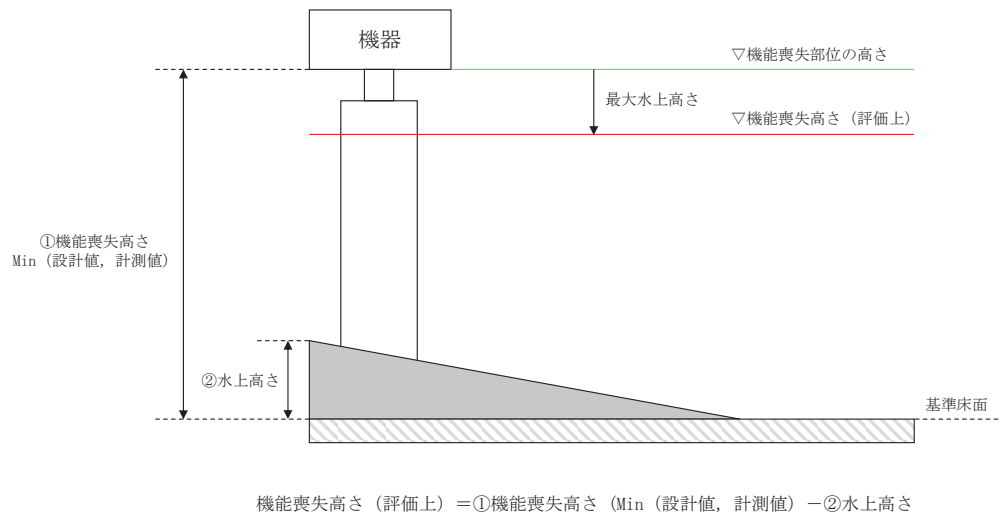 機器
▽機能喪失部位の高さ
最大水上高さ
▽機能喪失高さ（評価上）
①機能喪失高さ
Min（設計値，計測値）
②水上高さ
基準床面
機能喪失高さ（評価上）＝①機能喪失高さ（Min（設計値，計測値）－②水上高さ